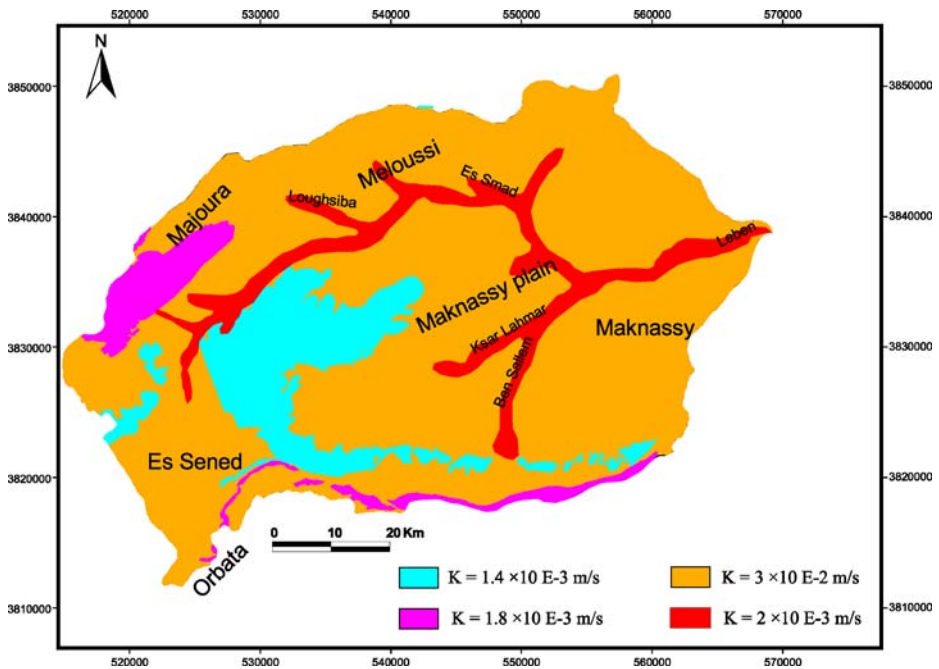 520000 530000 540000 550000 560000 570000
N
3850000 3850000
Meloussi
Es Smad
Loughsiba
Majoura
3840000 3840000
Leben
Maknassy plain
Ksar Lahmar
Maknassy
3830000 3830000
Ben Sallem
Es Sened
3820000 3820000
Orbata
0 10 20 Km
K = 1.4 ×10 E-3 m/s K = 3 ×10 E-2 m/s
K = 1.8 ×10 E-3 m/s K = 2 ×10 E-3 m/s
3810000 3810000
520000 530000 540000 550000 560000 570000